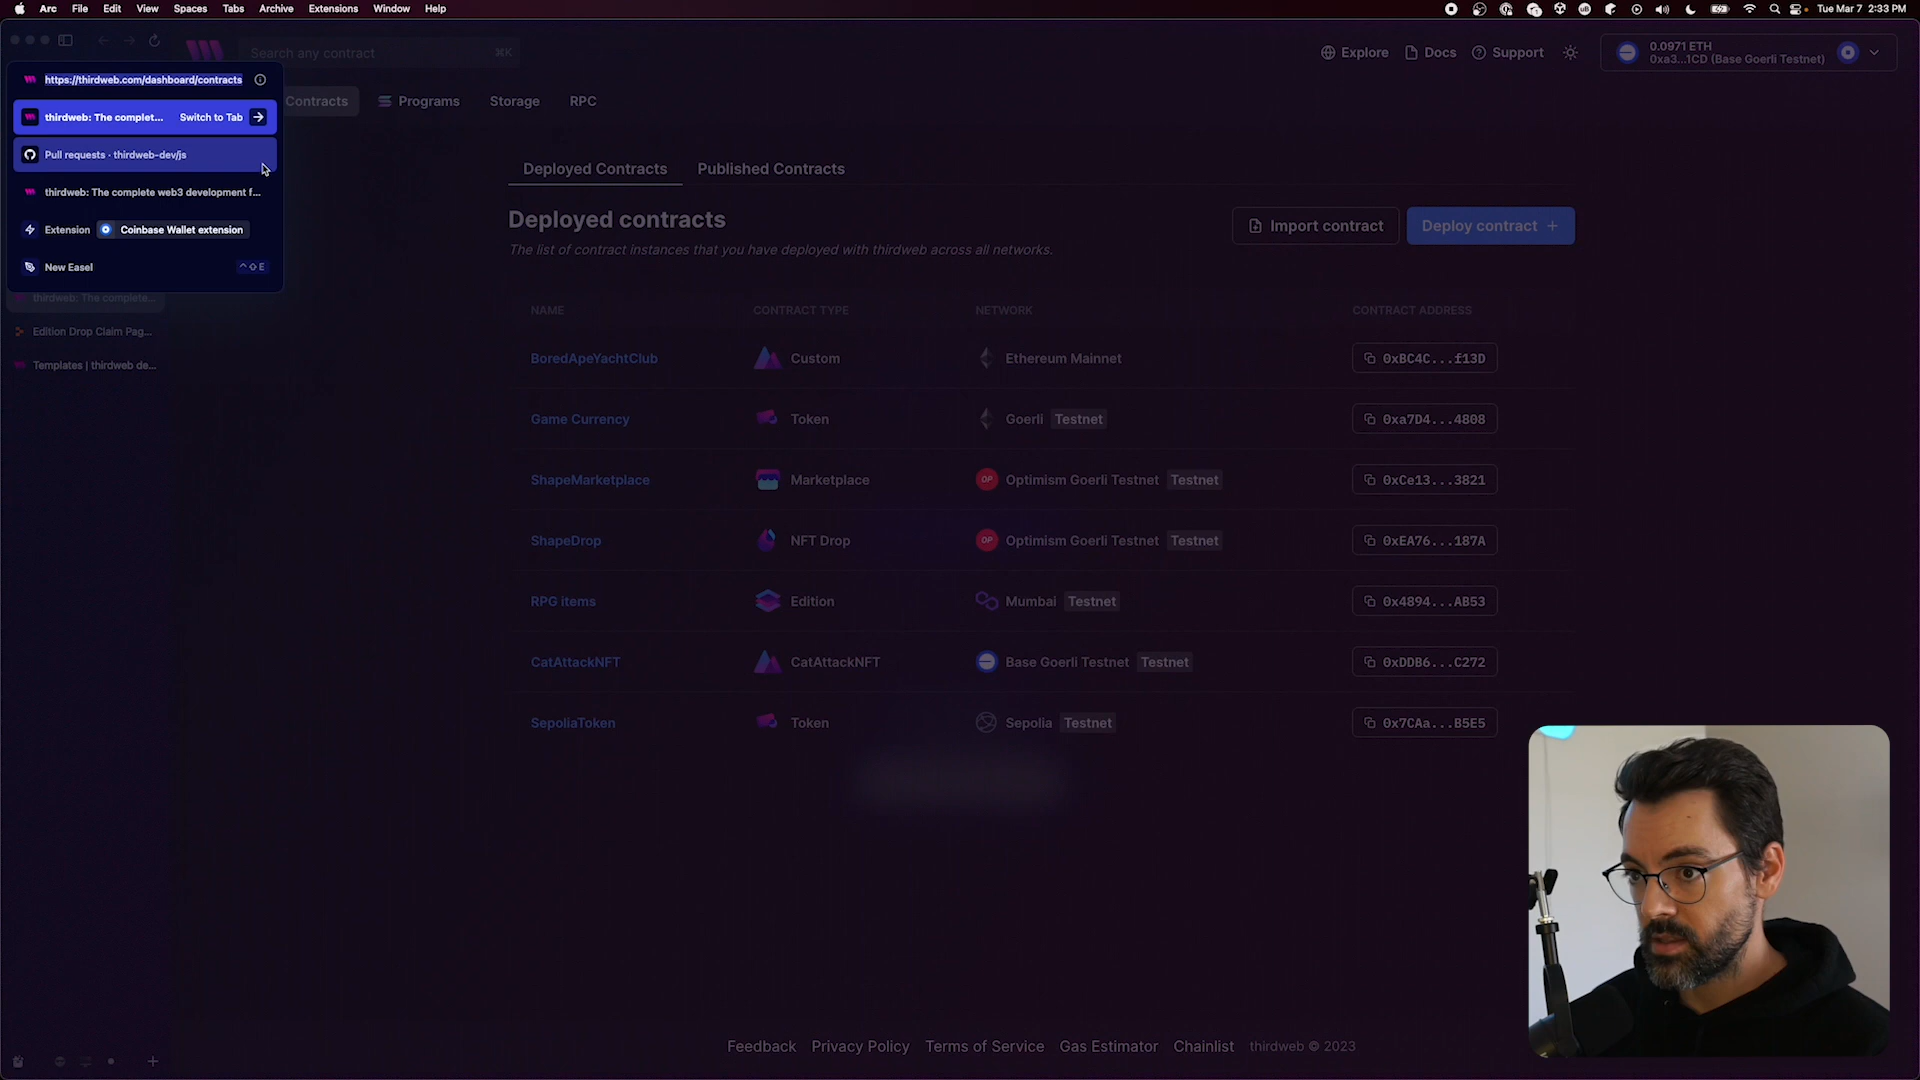 Arc File Edit View Spaces Tabs Archive Extensions Window Help
Tue Mar 7 2:33 PM
Search any contract ⌘K
Explore Docs Support
0.0971 ETH
0xa3...1CD (Base Goerli Testnet)
https://thirdweb.com/dashboard/contracts
thirdweb: The complet... Switch to Tab
Pull requests · thirdweb-dev/js
thirdweb: The complete web3 development f...
Extension Coinbase Wallet extension
New Easel ^⇧E
thirdweb: The complete...
Edition Drop Claim Pag...
Templates | thirdweb de...
Contracts Programs Storage RPC
Deployed Contracts Published Contracts
Deployed contracts
The list of contract instances that you have deployed with thirdweb across all networks.
Import contract Deploy contract +
NAME CONTRACT TYPE NETWORK CONTRACT ADDRESS
BoredApeYachtClub Custom Ethereum Mainnet 0xBC4C...f13D
Game Currency Token Goerli Testnet 0xa7D4...4808
ShapeMarketplace Marketplace OP Optimism Goerli Testnet Testnet 0xCe13...3821
ShapeDrop NFT Drop OP Optimism Goerli Testnet Testnet 0xEA76...187A
RPG items Edition Mumbai Testnet 0x4894...AB53
CatAttackNFT CatAttackNFT Base Goerli Testnet Testnet 0xDDB6...C272
SepoliaToken Token Sepolia Testnet 0x7CAa...B5E5
Feedback Privacy Policy Terms of Service Gas Estimator Chainlist thirdweb © 2023